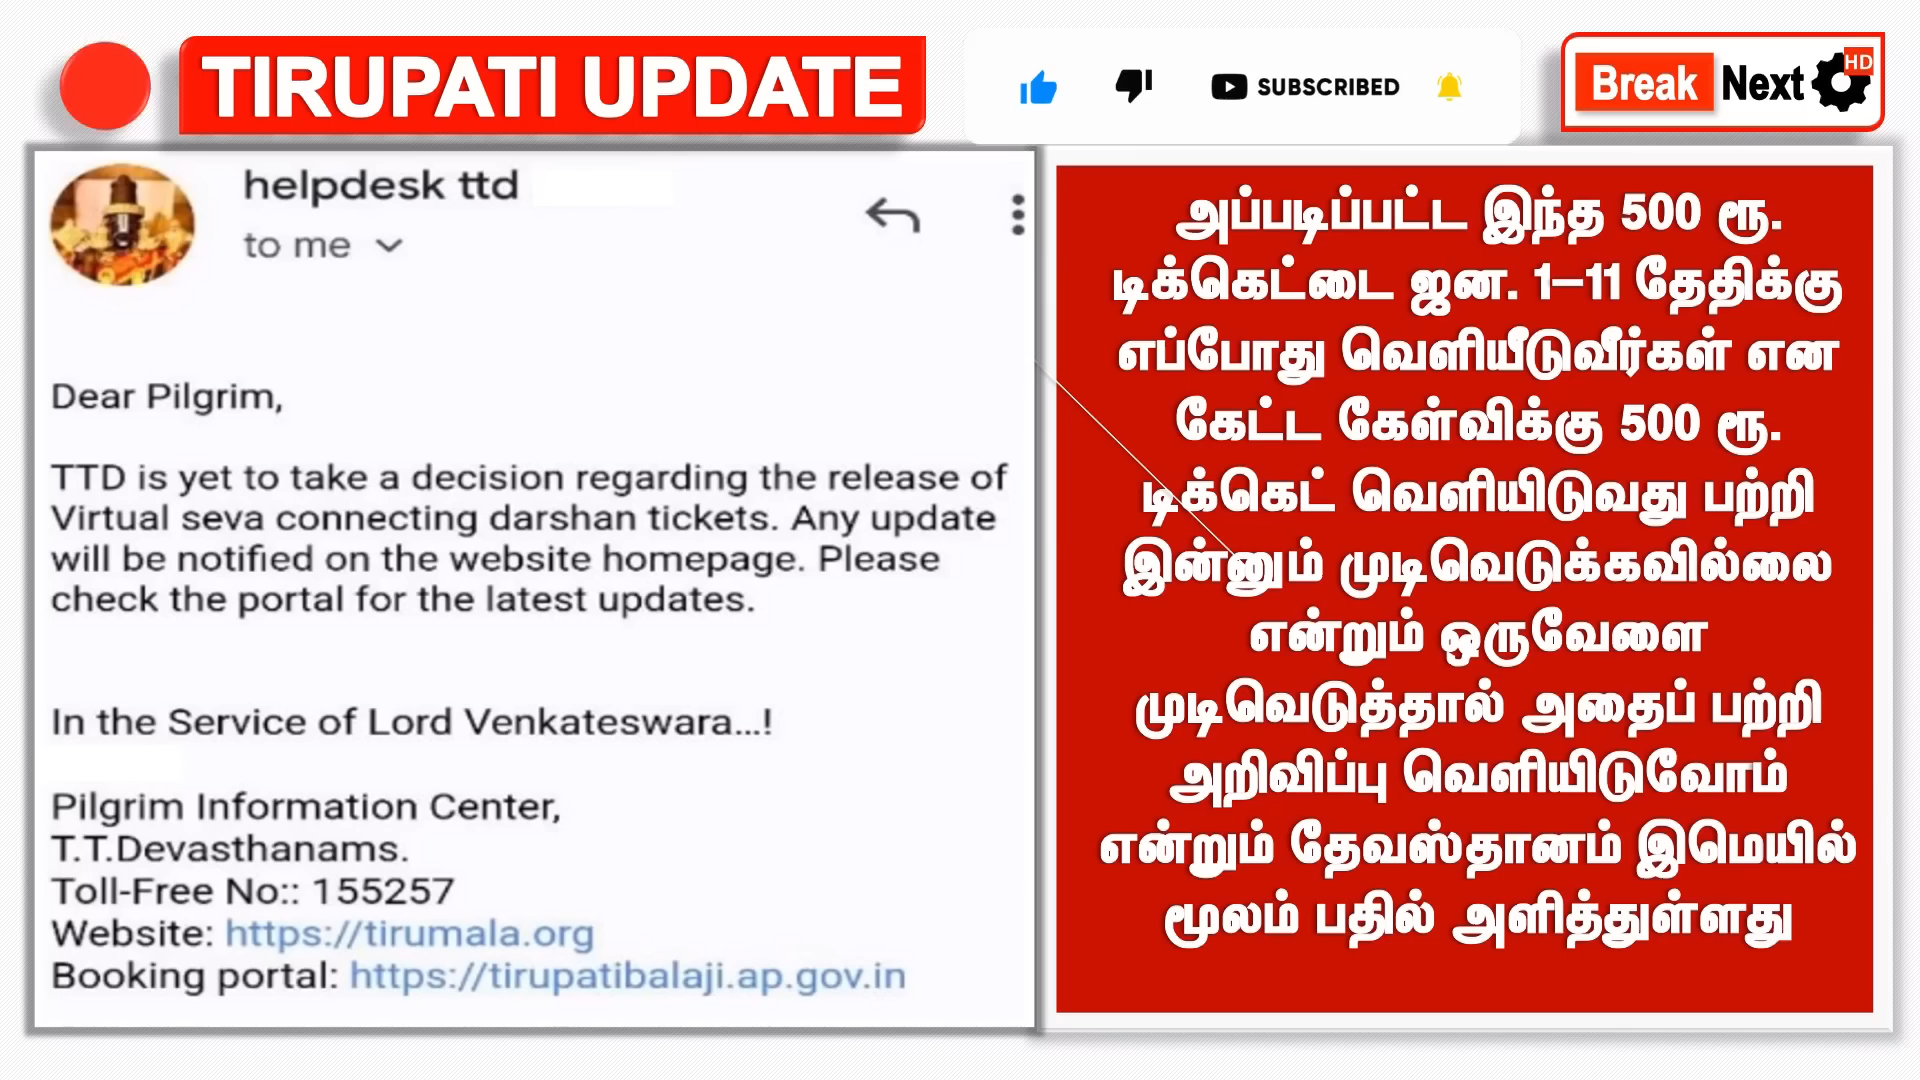 TIRUPATI UPDATE
SUBSCRIBED
Break Next HD
helpdesk ttd
to me
Dear Pilgrim,
TTD is yet to take a decision regarding the release of
Virtual seva connecting darshan tickets. Any update
will be notified on the website homepage. Please
check the portal for the latest updates.
In the Service of Lord Venkateswara...!
Pilgrim Information Center,
T.T.Devasthanams.
Toll-Free No:: 155257
Website: https://tirumala.org
Booking portal: https://tirupatibalaji.ap.gov.in
அப்படிப்பட்ட இந்த 500 ரூ.
டிக்கெட்டை ஜன. 1-11 தேதிக்கு
எப்போது வெளியீடுவீர்கள் என
கேட்ட கேள்விக்கு 500 ரூ.
டிக்கெட் வெளியிடுவது பற்றி
இன்னும் முடிவெடுக்கவில்லை
என்றும் ஒருவேளை
முடிவெடுத்தால் அதைப் பற்றி
அறிவிப்பு வெளியிடுவோம்
என்றும் தேவஸ்தானம் இமெயில்
மூலம் பதில் அளித்துள்ளது